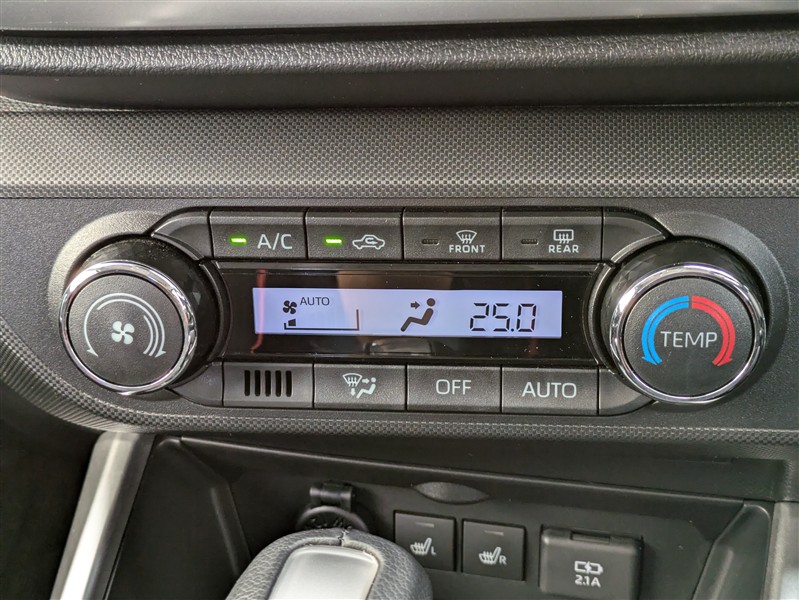 A/C
FRONT
REAR
AUTO
25.0
TEMP
OFF
AUTO
L
R
2.1A